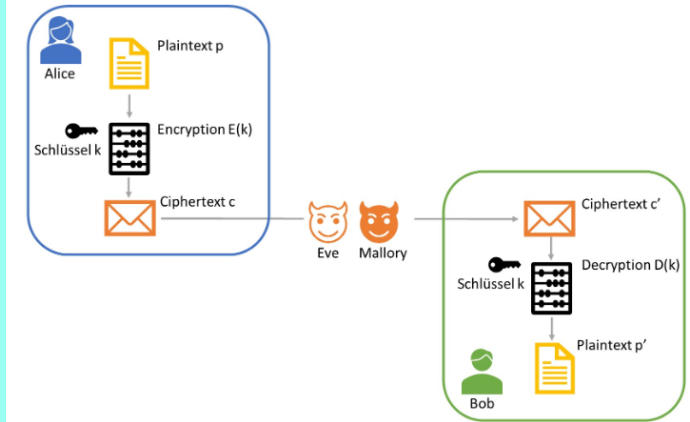 Plaintext p
Alice
Encryption E(k)
Schlüssel k
Ciphertext c
Eve
Mallory
Ciphertext c’
Decryption D(k)
Schlüssel k
Plaintext p’
Bob